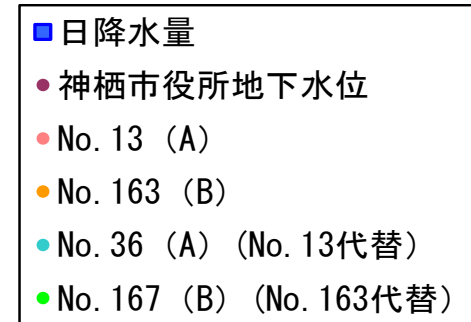 日降水量
神栖市役所地下水位
No.13（A）
No.163（B）
No.36（A）(No.13代替）
No.167（B）(No.163代替）